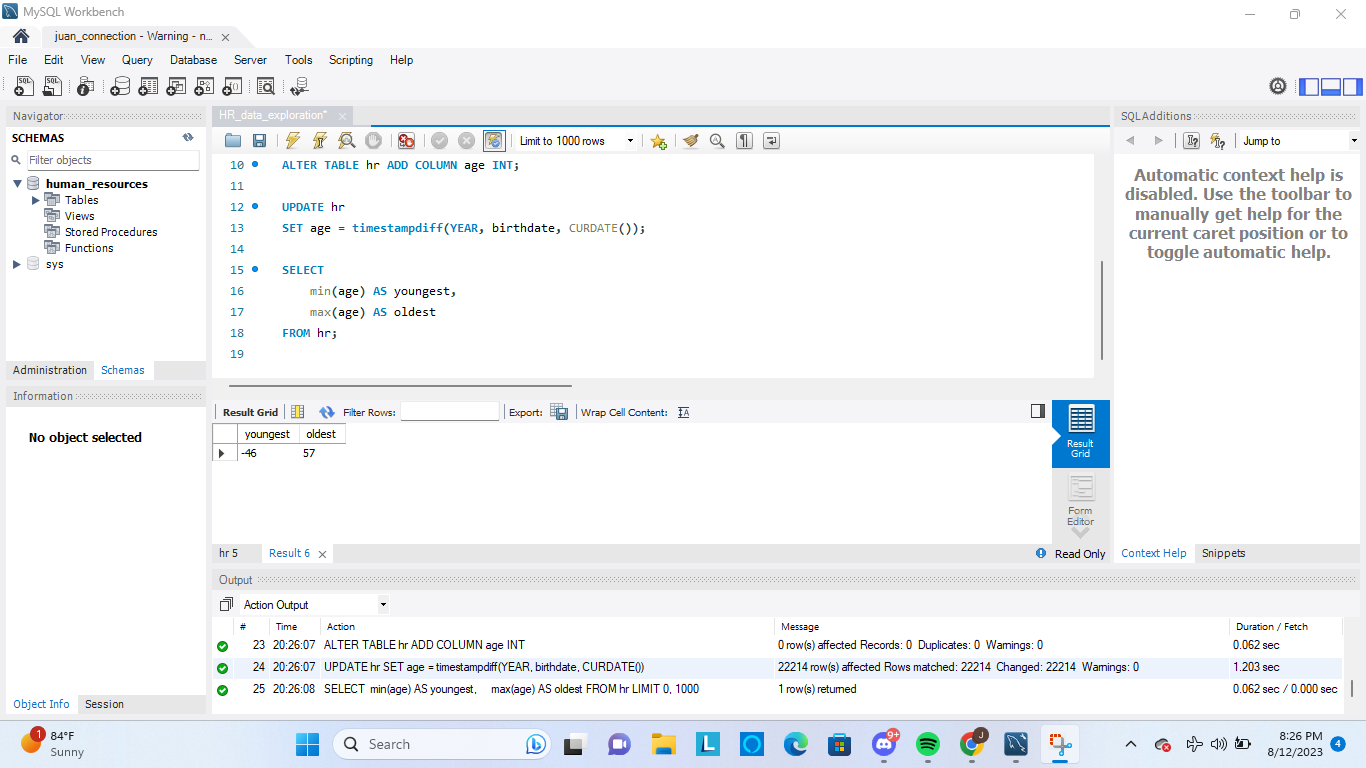 MySQL Workbench
juan_connection - Warning - n...
File Edit View Query Database Server Tools Scripting Help
Navigator
SCHEMAS
Filter objects
human_resources
Tables
Views
Stored Procedures
Functions
sys
Administration Schemas
Information
No object selected
Object Info Session
HR_data_exploration*
Limit to 1000 rows
10 ALTER TABLE hr ADD COLUMN age INT;
11
12 UPDATE hr
13 SET age = timestampdiff(YEAR, birthdate, CURDATE());
14
15 SELECT
16 min(age) AS youngest,
17 max(age) AS oldest
18 FROM hr;
19
Result Grid Filter Rows: Export: Wrap Cell Content:
youngest oldest
-46 57
Result
Grid
Form
Editor
hr 5 Result 6 Read Only
SQLAdditions
Jump to
Automatic context help is
disabled. Use the toolbar to
manually get help for the
current caret position or to
toggle automatic help.
Context Help Snippets
Output
Action Output
# Time Action Message Duration / Fetch
23 20:26:07 ALTER TABLE hr ADD COLUMN age INT 0 row(s) affected Records: 0 Duplicates: 0 Warnings: 0 0.062 sec
24 20:26:07 UPDATE hr SET age = timestampdiff(YEAR, birthdate, CURDATE()) 22214 row(s) affected Rows matched: 22214 Changed: 22214 Warnings: 0 1.203 sec
25 20:26:08 SELECT min(age) AS youngest, max(age) AS oldest FROM hr LIMIT 0, 1000 1 row(s) returned 0.062 sec / 0.000 sec
1
84°F
Sunny
Search
L
9+
J
8:26 PM
8/12/2023
4